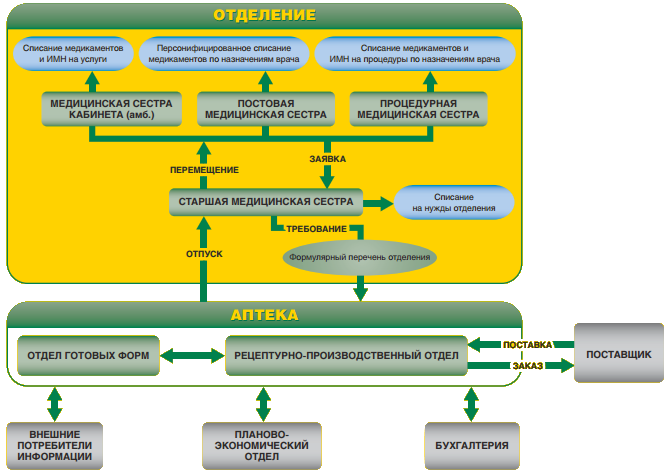 ОТДЕЛЕНИЕ
Списание медикаментов
и ИМН на услуги
Персонифицированное списание
медикаментов по назначениям врача
Списание медикаментов и
ИМН на процедуры по назначениям врача
МЕДИЦИНСКАЯ СЕСТРА
КАБИНЕТА (амб.)
ПОСТОВАЯ
МЕДИЦИНСКАЯ СЕСТРА
ПРОЦЕДУРНАЯ
МЕДИЦИНСКАЯ СЕСТРА
ПЕРЕМЕЩЕНИЕ
ЗАЯВКА
СТАРШАЯ МЕДИЦИНСКАЯ СЕСТРА
Списание
на нужды отделения
ТРЕБОВАНИЕ
ОТПУСК
Формулярный перечень отделения
АПТЕКА
ОТДЕЛ ГОТОВЫХ ФОРМ
РЕЦЕПТУРНО-ПРОИЗВОДСТВЕННЫЙ ОТДЕЛ
ПОСТАВКА
ЗАКАЗ
ПОСТАВЩИК
ВНЕШНИЕ
ПОТРЕБИТЕЛИ
ИНФОРМАЦИИ
ПЛАНОВО-
ЭКОНОМИЧЕСКИЙ
ОТДЕЛ
БУХГАЛТЕРИЯ